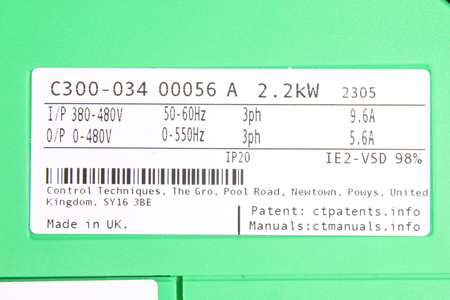 C300-034 00056 A 2.2kW 2305
I/P 380-480V 50-60Hz 3ph 9.6A
O/P 0-480V 0-550Hz 3ph 5.6A
IP20 IE2-VSD 98%
Control Techniques, The Gro, Pool Road, Newtown, Powys, United
Kingdom, SY16 3BE
Patent: ctpatents.info
Made in UK. Manuals:ctmanuals.info